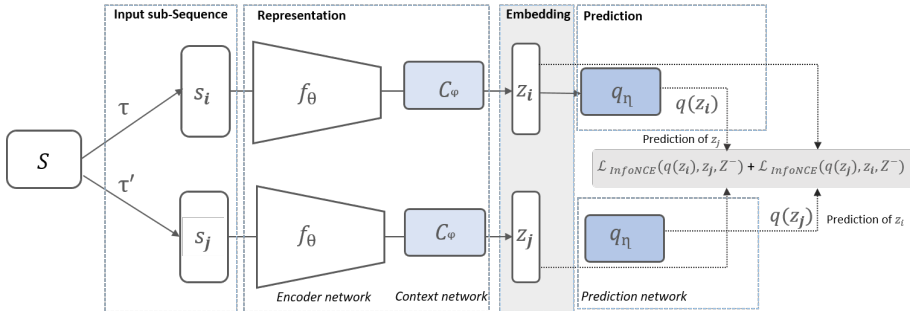 Input sub-Sequence
Representation
Embedding
Prediction
S
τ
τ′
s_i
f_θ
C_φ
z_i
q_η
q(z_i)
Prediction of z_j
ℒ_InfoNCE(q(z_i), z_j, Z⁻) + ℒ_InfoNCE(q(z_j), z_i, Z⁻)
s_j
f_θ
C_φ
z_j
q_η
q(z_j)
Prediction of z_i
Encoder network
Context network
Prediction network